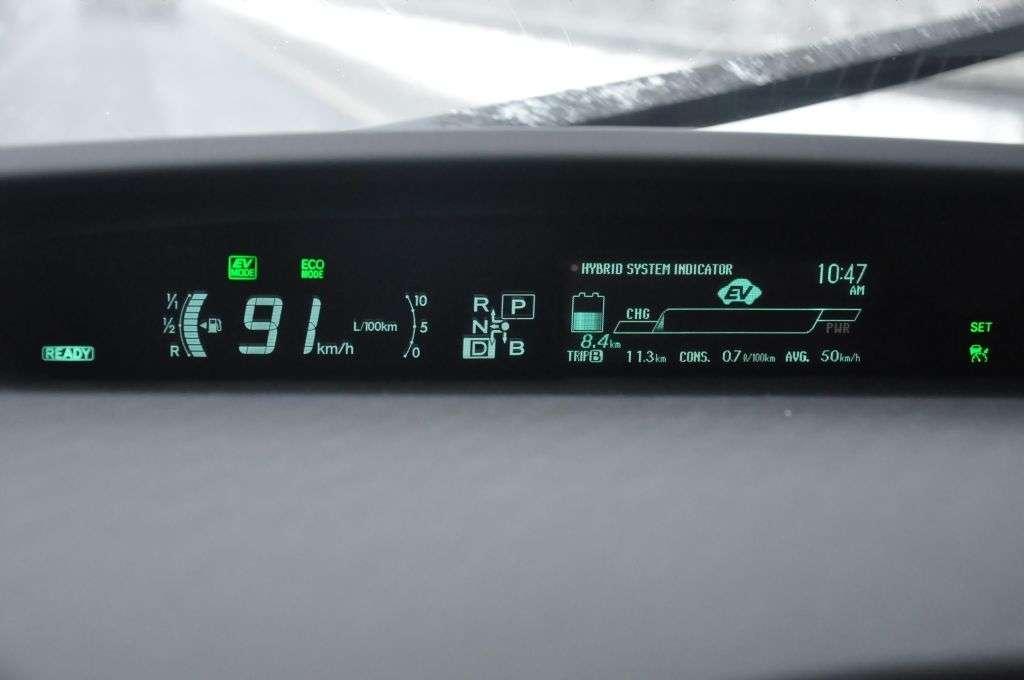 READY
EV MODE
ECO MODE
1/1
1/2
R
91 km/h
L/100km
10
5
0
R P
N
D B
HYBRID SYSTEM INDICATOR
10:47 AM
EV
CHG
PWR
8.4km
TRIP B 11.3km CONS. 0.7ℓ/100km AVG. 50km/h
SET